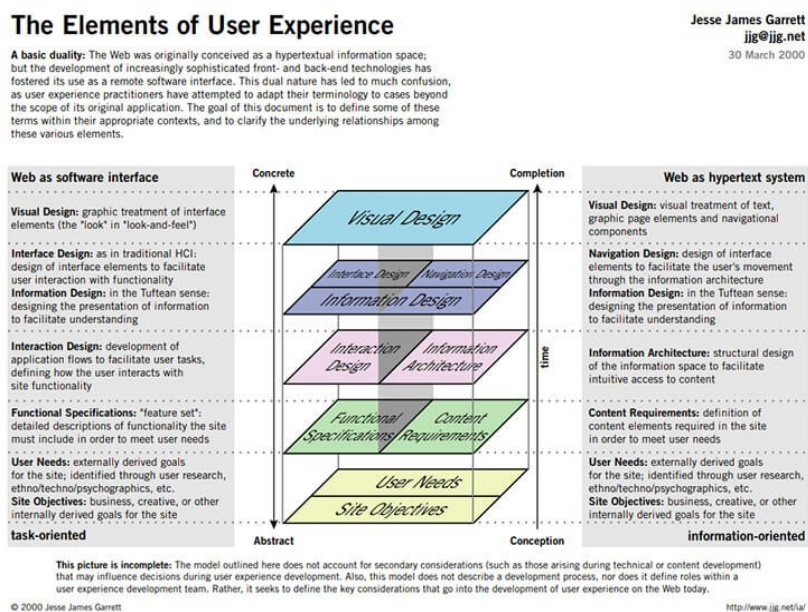 The Elements of User Experience
Jesse James Garrett
jjg@jjg.net
30 March 2000
A basic duality: The Web was originally conceived as a hypertextual information space;
but the development of increasingly sophisticated front- and back-end technologies has
fostered its use as a remote software interface. This dual nature has led to much confusion,
as user experience practitioners have attempted to adapt their terminology to cases beyond
the scope of its original application. The goal of this document is to define some of these
terms within their appropriate contexts, and to clarify the underlying relationships among
these various elements.
Web as software interface
Visual Design: graphic treatment of interface
elements (the "look" in "look-and-feel")
Interface Design: as in traditional HCI:
design of interface elements to facilitate
user interaction with functionality
Information Design: in the Tuftean sense:
designing the presentation of information
to facilitate understanding
Interaction Design: development of
application flows to facilitate user tasks,
defining how the user interacts with
site functionality
Functional Specifications: "feature set":
detailed descriptions of functionality the site
must include in order to meet user needs
User Needs: externally derived goals
for the site; identified through user research,
ethno/techno/psychographics, etc.
Site Objectives: business, creative, or other
internally derived goals for the site
task-oriented
Concrete
Completion
Visual Design
Interface Design
Navigation Design
Information Design
Interaction
Design
Information
Architecture
Functional
Specifications
Content
Requirements
User Needs
Site Objectives
time
Abstract
Conception
Web as hypertext system
Visual Design: visual treatment of text,
graphic page elements and navigational
components
Navigation Design: design of interface
elements to facilitate the user's movement
through the information architecture
Information Design: in the Tuftean sense:
designing the presentation of information
to facilitate understanding
Information Architecture: structural design
of the information space to facilitate
intuitive access to content
Content Requirements: definition of
content elements required in the site
in order to meet user needs
User Needs: externally derived goals
for the site; identified through user research,
ethno/techno/psychographics, etc.
Site Objectives: business, creative, or other
internally derived goals for the site
information-oriented
This picture is incomplete: The model outlined here does not account for secondary considerations (such as those arising during technical or content development)
that may influence decisions during user experience development. Also, this model does not describe a development process, nor does it define roles within a
user experience development team. Rather, it seeks to define the key considerations that go into the development of user experience on the Web today.
© 2000 Jesse James Garrett
http://www.jjg.net/ia/